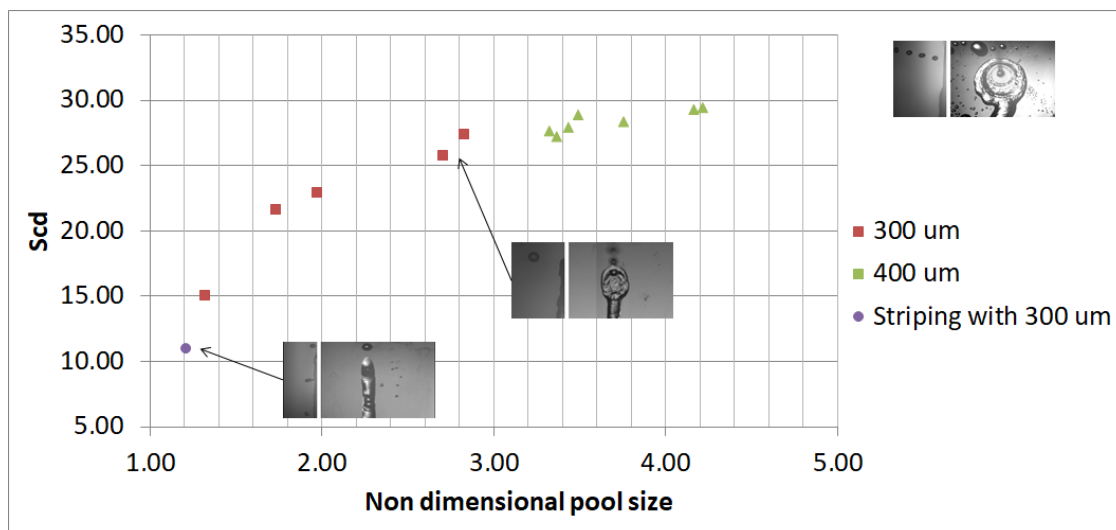 35.00
30.00
25.00
20.00
15.00
10.00
5.00
Scd
1.00 2.00 3.00 4.00 5.00
Non dimensional pool size
300 um
400 um
Striping with 300 um